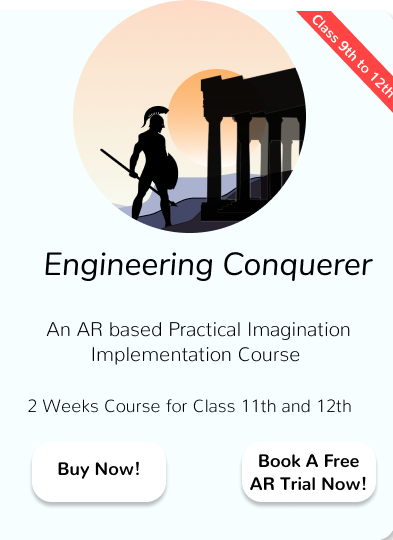 Class 9th to 12th
Engineering Conquerer
An AR based Practical Imagination
Implementation Course
2 Weeks Course for Class 11th and 12th
Buy Now!
Book A Free
AR Trial Now!